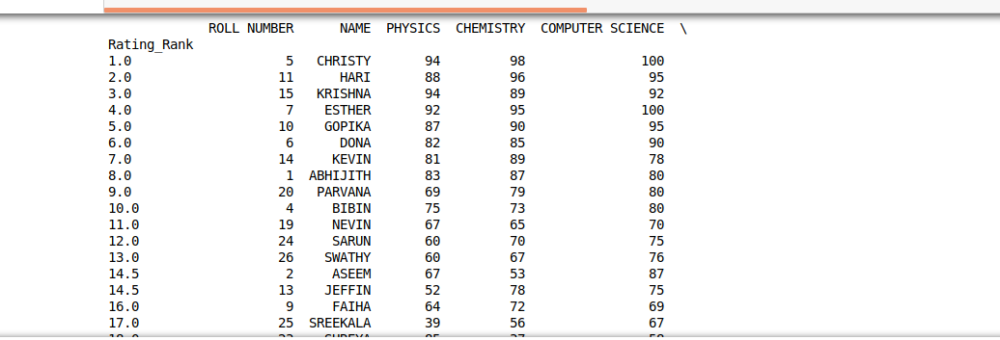 ROLL NUMBER NAME PHYSICS CHEMISTRY COMPUTER SCIENCE \
Rating_Rank
1.0 5 CHRISTY 94 98 100
2.0 11 HARI 88 96 95
3.0 15 KRISHNA 94 89 92
4.0 7 ESTHER 92 95 100
5.0 10 GOPIKA 87 90 95
6.0 6 DONA 82 85 90
7.0 14 KEVIN 81 89 78
8.0 1 ABHIJITH 83 87 80
9.0 20 PARVANA 69 79 80
10.0 4 BIBIN 75 73 80
11.0 19 NEVIN 67 65 70
12.0 24 SARUN 60 70 75
13.0 26 SWATHY 60 67 76
14.5 2 ASEEM 67 53 87
14.5 13 JEFFIN 52 78 75
16.0 9 FAIHA 64 72 69
17.0 25 SREEKALA 39 56 67